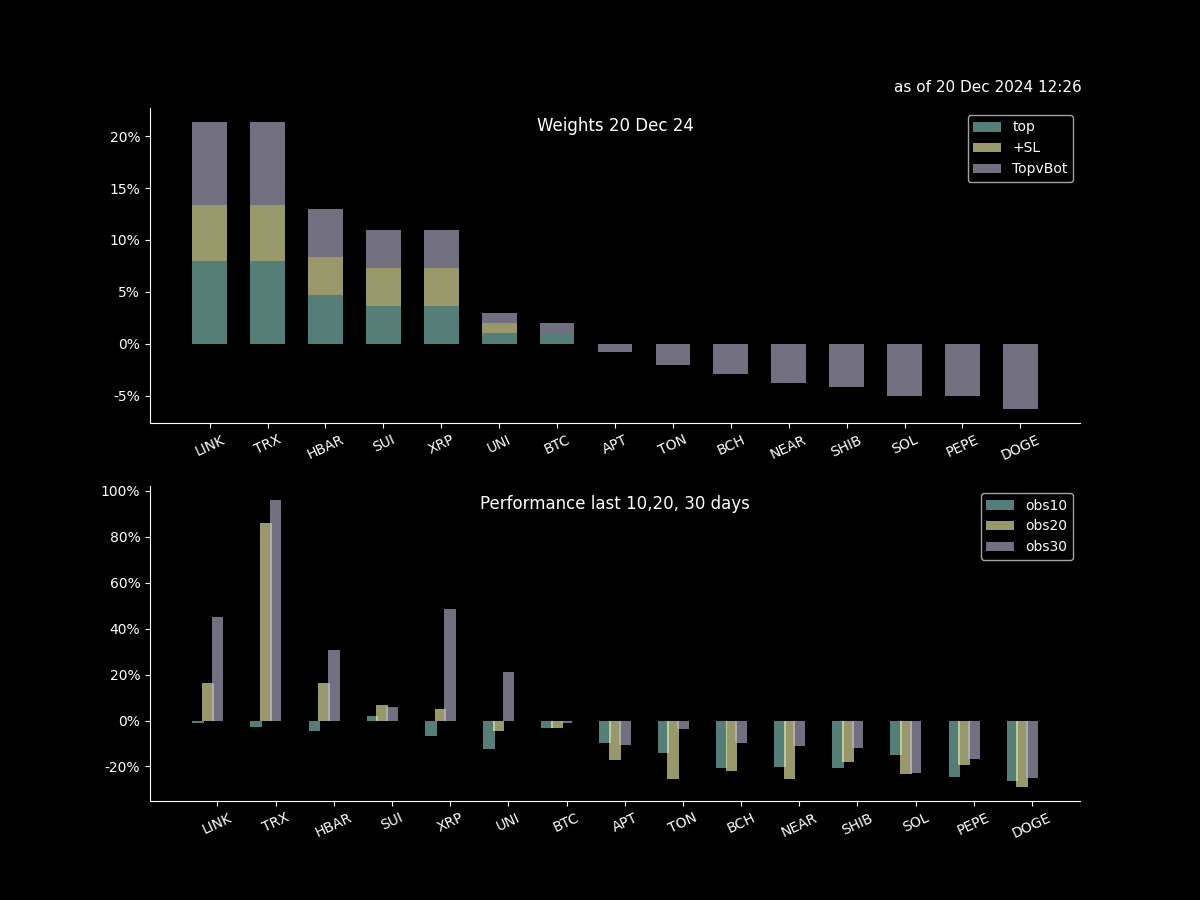 as of 20 Dec 2024 12:26
Weights 20 Dec 24
top
+SL
TopvBot
20%
15%
10%
5%
0%
-5%
LINK TRX HBAR SUI XRP UNI BTC APT TON BCH NEAR SHIB SOL PEPE DOGE
Performance last 10,20, 30 days
obs10
obs20
obs30
100%
80%
60%
40%
20%
0%
-20%
LINK TRX HBAR SUI XRP UNI BTC APT TON BCH NEAR SHIB SOL PEPE DOGE